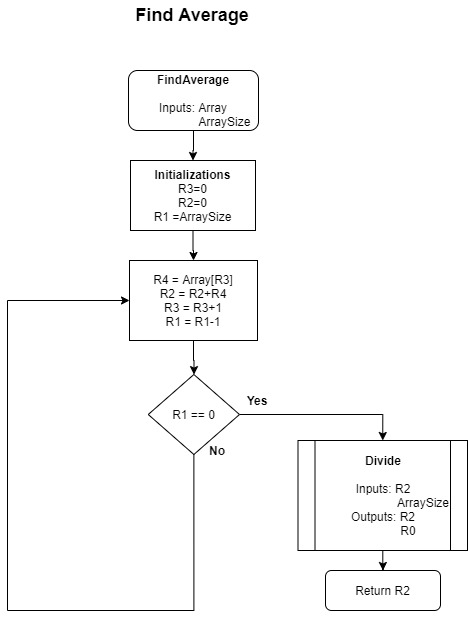 Find Average
FindAverage
Inputs: Array
ArraySize
Initializations
R3=0
R2=0
R1 =ArraySize
R4 = Array[R3]
R2 = R2+R4
R3 = R3+1
R1 = R1-1
R1 == 0
Yes
No
Divide
Inputs: R2
ArraySize
Outputs: R2
R0
Return R2